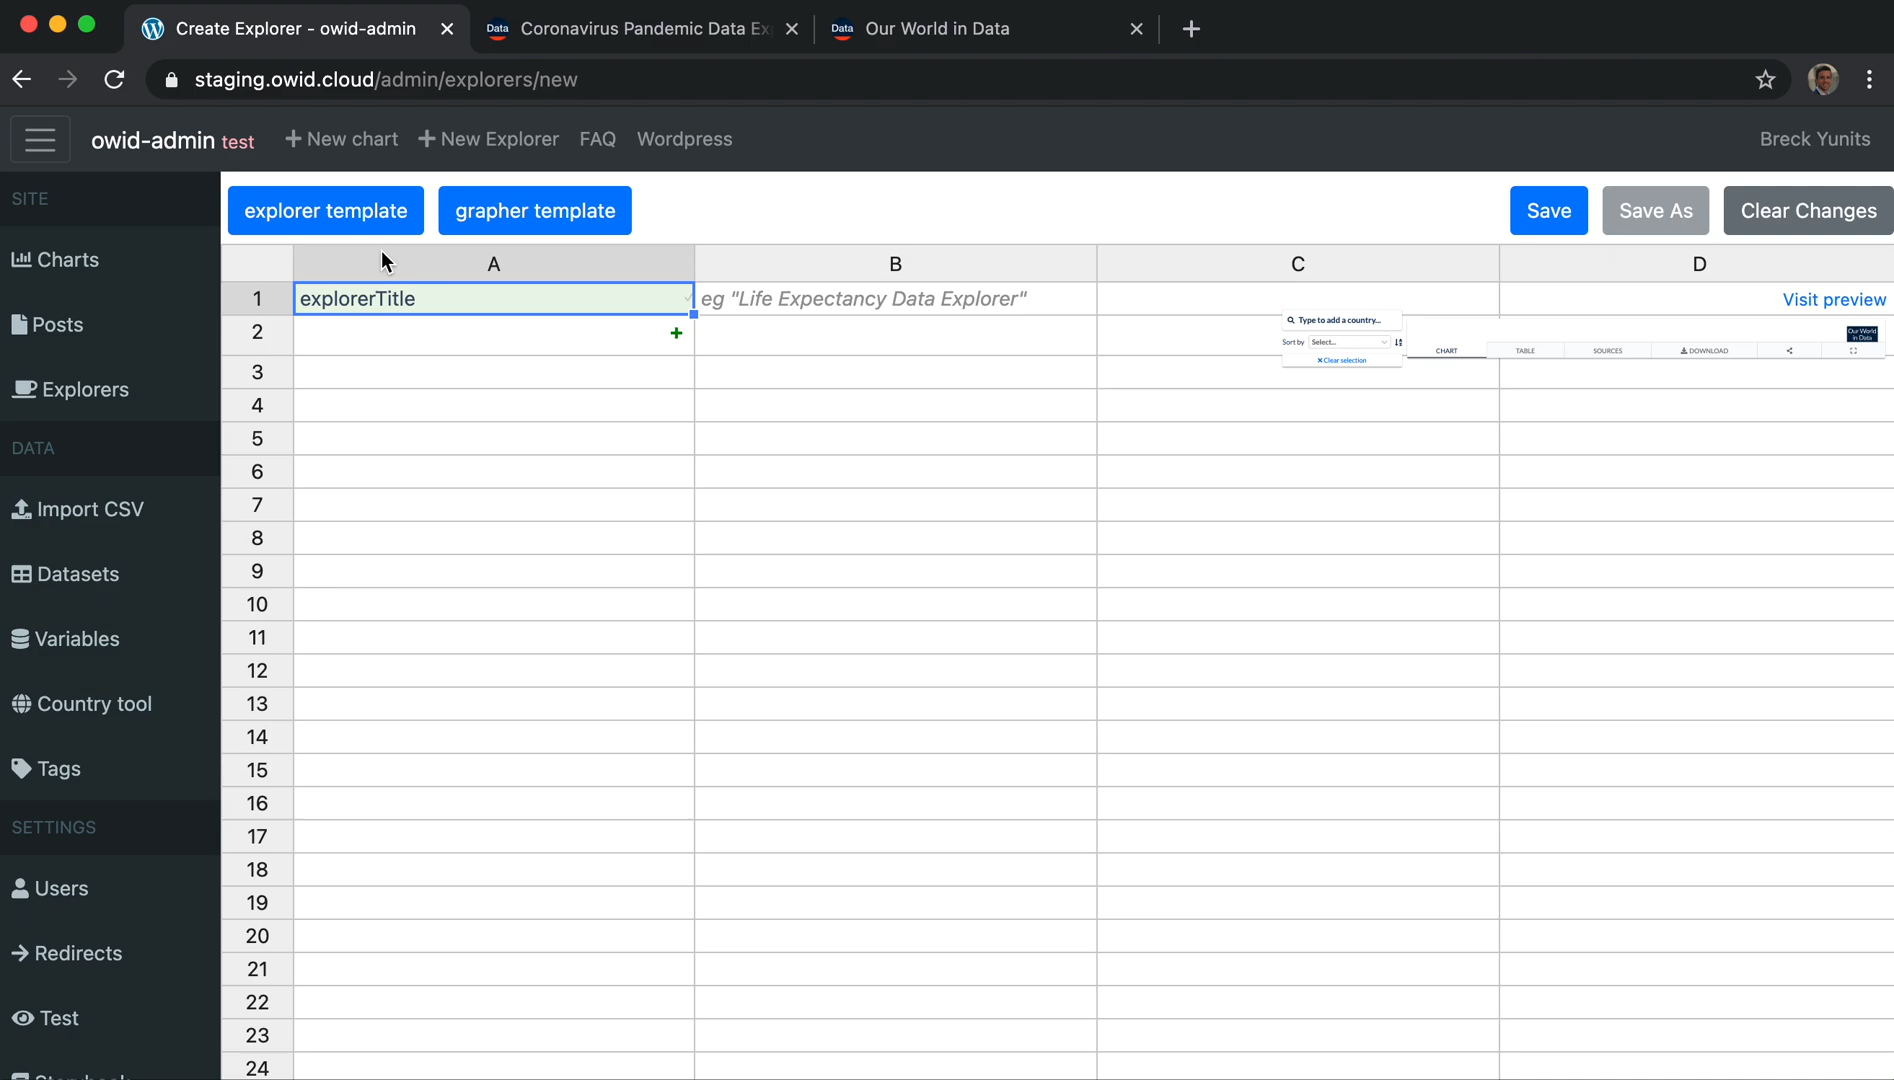 Create Explorer - owid-admin
Data
Coronavirus Pandemic Data Ex
Data
Our World in Data
staging.owid.cloud/admin/explorers/new
owid-admin test
New chart
New Explorer
FAQ
Wordpress
Breck Yunits
SITE
Charts
Posts
Explorers
DATA
Import CSV
Datasets
Variables
Country tool
Tags
SETTINGS
Users
Redirects
Test
explorer template
grapher template
Save
Save As
Clear Changes
A
B
C
D
1
explorerTitle
eg "Life Expectancy Data Explorer"
Visit preview
2
+
Type to add a country...
Sort by
Select...
Clear selection
CHART
TABLE
SOURCES
DOWNLOAD
Our World
in Data
3
4
5
6
7
8
9
10
11
12
13
14
15
16
17
18
19
20
21
22
23
24